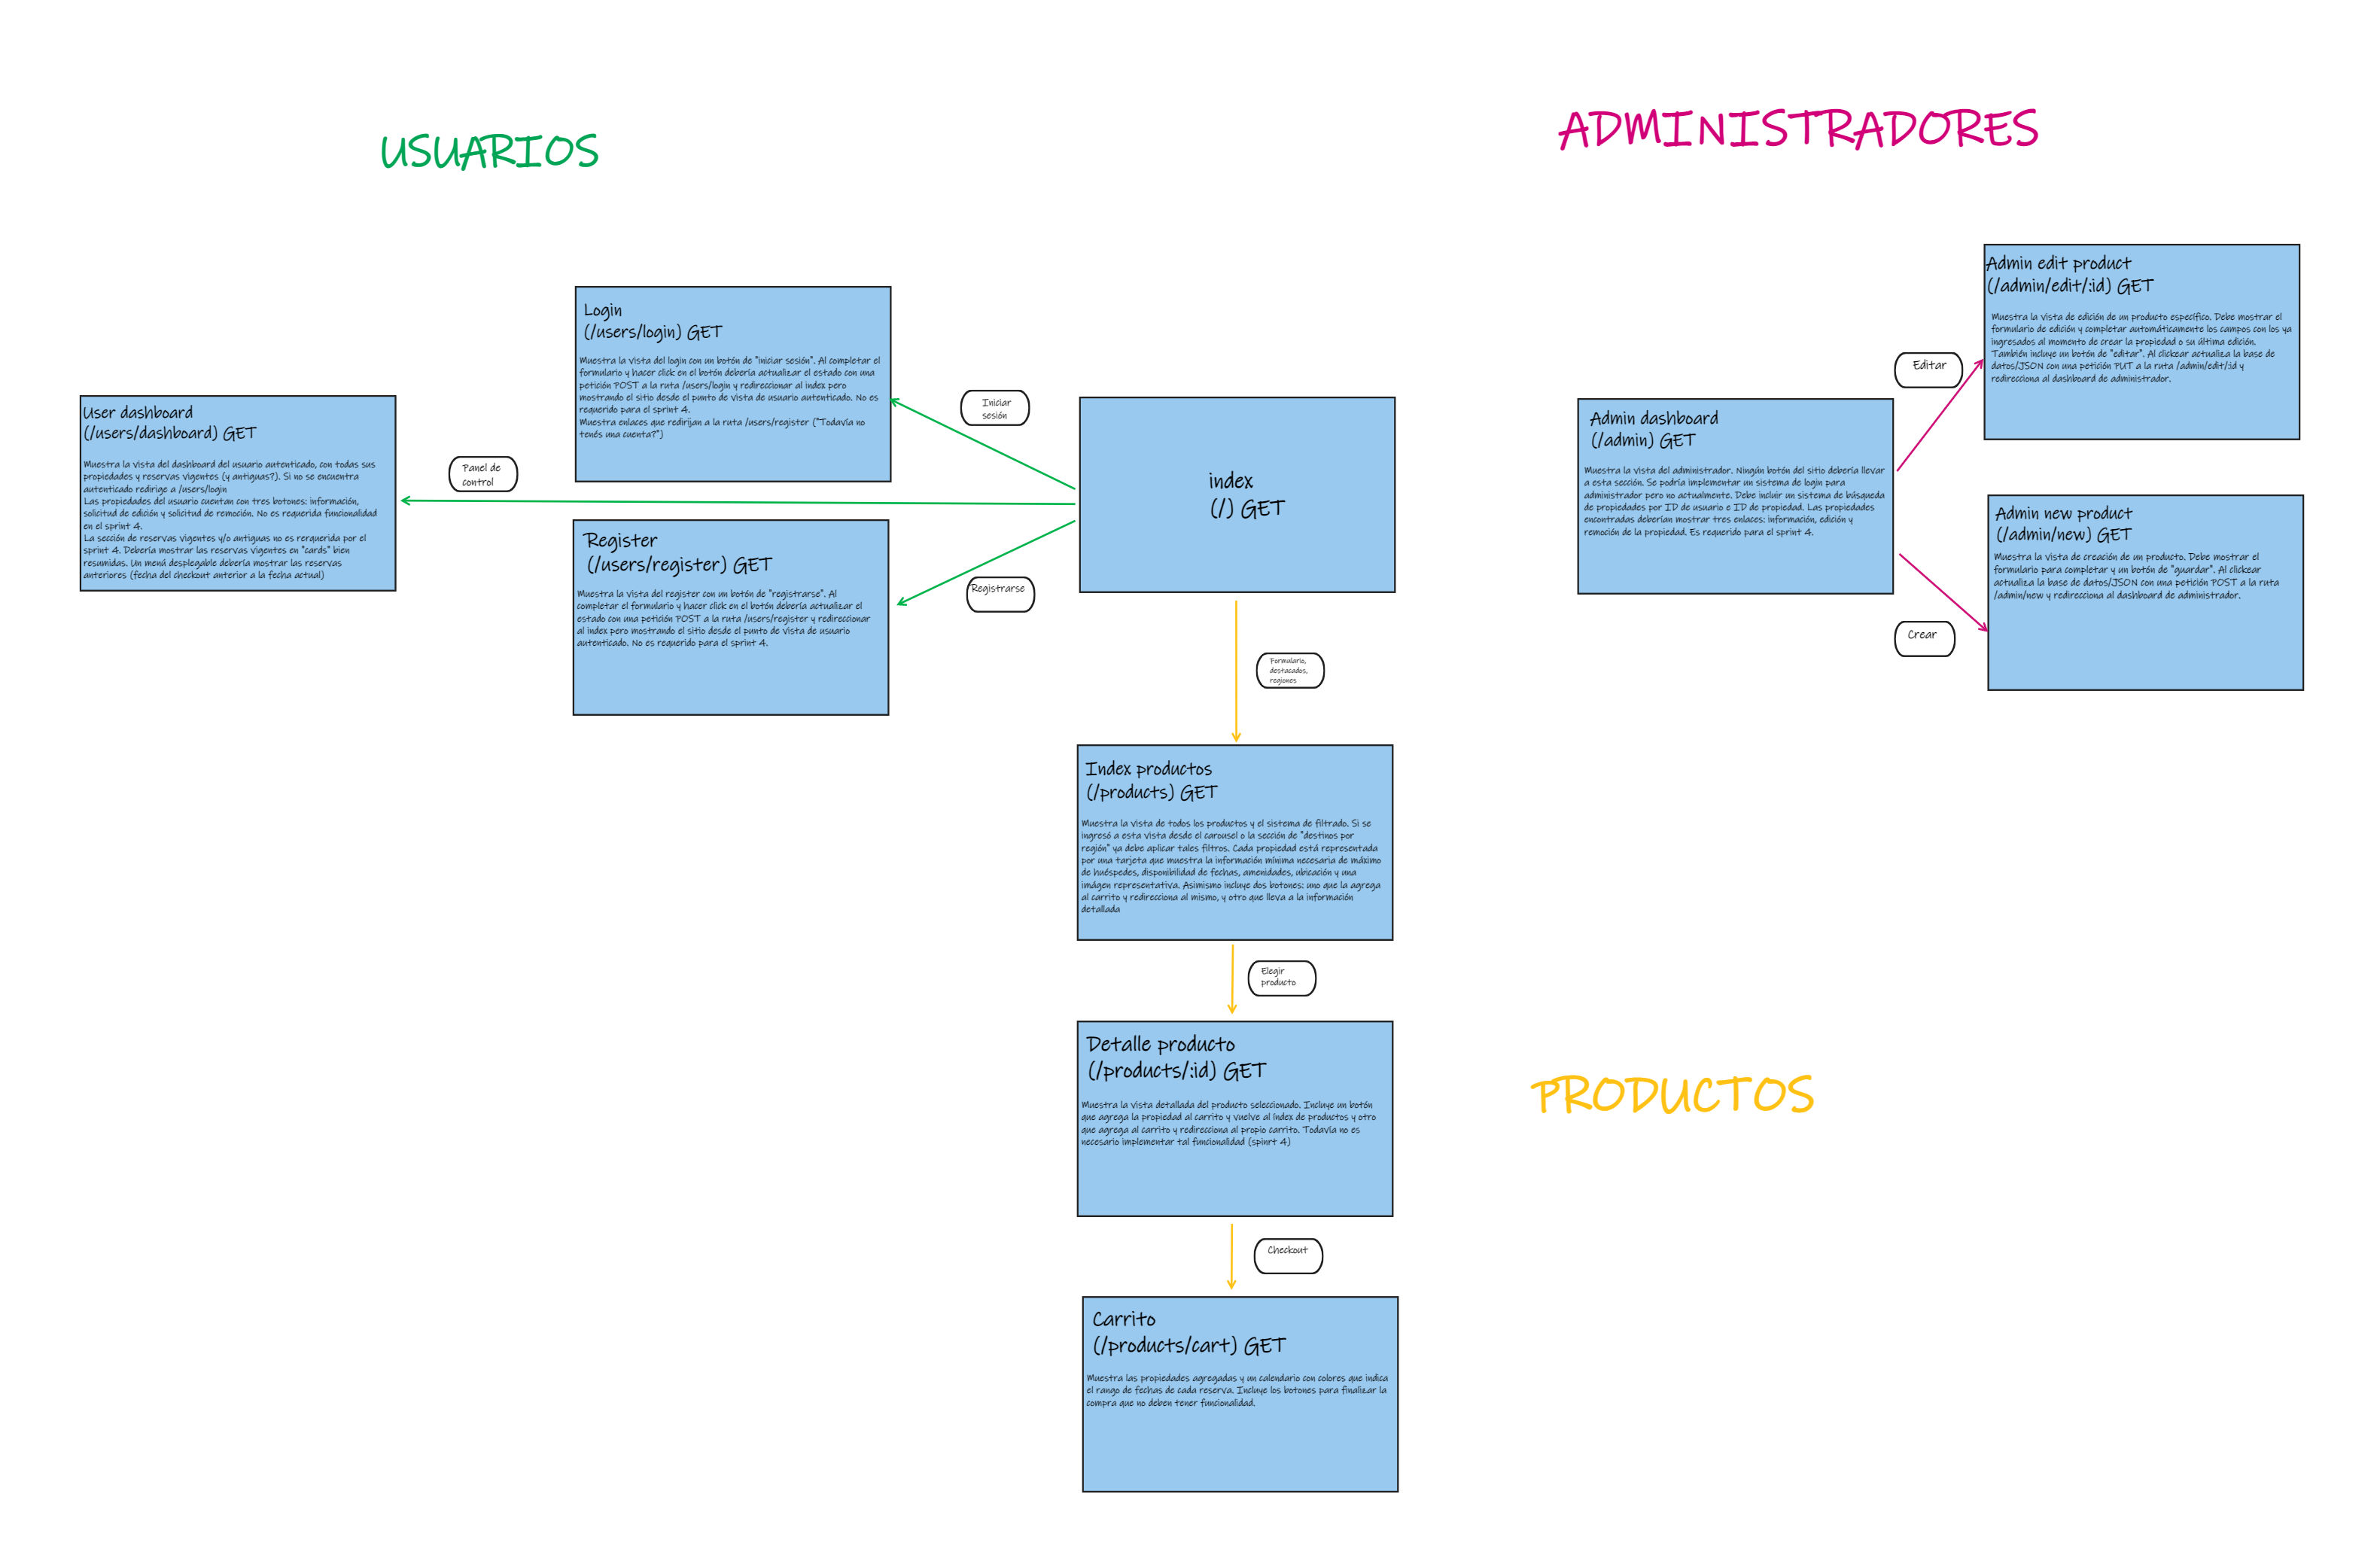 USUARIOS
ADMINISTRADORES
Admin edit product
(/admin/edit/:id) GET
Muestra la vista de edición de un producto específico. Debe mostrar el
formulario de edición y completar automáticamente los campos con los ya
ingresados al momento de crear la propiedad o su última edición.
También incluye un botón de "editar". Al clickear actualiza la base de
datos/JSON con una petición PUT a la ruta /admin/edit/:id y
redirecciona al dashboard de administrador.
Login
(/users/login) GET
Muestra la vista del login con un botón de "iniciar sesión". Al completar el
formulario y hacer click en el botón debería actualizar el estado con una
petición POST a la ruta /users/login y redireccionar al index pero
mostrando el sitio desde el punto de vista de usuario autenticado. No es
requerido para el sprint 4.
Muestra enlaces que redirijan a la ruta /users/register ("Todavía no
tenés una cuenta?")
Editar
Iniciar
sesión
User dashboard
(/users/dashboard) GET
Muestra la vista del dashboard del usuario autenticado, con todas sus
propiedades y reservas vigentes (y antiguas?). Si no se encuentra
autenticado redirige a /users/login
Las propiedades del usuario cuentan con tres botones: información,
solicitud de edición y solicitud de remoción. No es requerida funcionalidad
en el sprint 4.
La sección de reservas vigentes y/o antiguas no es rerquerida por el
sprint 4. Debería mostrar las reservas vigentes en "cards" bien
resumidas. Un menú desplegable debería mostrar las reservas
anteriores (fecha del checkout anterior a la fecha actual)
Panel de
control
index
(/) GET
Admin dashboard
(/admin) GET
Muestra la vista del administrador. Ningún botón del sitio debería llevar
a esta sección. Se podría implementar un sistema de login para
administrador pero no actualmente. Debe incluir un sistema de búsqueda
de propiedades por ID de usuario e ID de propiedad. Las propiedades
encontradas deberían mostrar tres enlaces: información, edición y
remoción de la propiedad. Es requerido para el sprint 4.
Admin new product
(/admin/new) GET
Muestra la vista de creación de un producto. Debe mostrar el
formulario para completar y un botón de "guardar". Al clickear
actualiza la base de datos/JSON con una petición POST a la ruta
/admin/new y redirecciona al dashboard de administrador.
Register
(/users/register) GET
Muestra la vista del register con un botón de "registrarse". Al
completar el formulario y hacer click en el botón debería actualizar el
estado con una petición POST a la ruta /users/register y redireccionar
al index pero mostrando el sitio desde el punto de vista de usuario
autenticado. No es requerido para el sprint 4.
Registrarse
Crear
Formulario,
destacados,
regiones
Index productos
(/products) GET
Muestra la vista de todos los productos y el sistema de filtrado. Si se
ingresó a esta vista desde el carousel o la sección de "destinos por
región" ya debe aplicar tales filtros. Cada propiedad está representada
por una tarjeta que muestra la información mínima necesaria de máximo
de huéspedes, disponibilidad de fechas, amenidades, ubicación y una
imágen representativa. Asimismo incluye dos botones: uno que la agrega
al carrito y redirecciona al mismo, y otro que lleva a la información
detallada
Elegir
producto
Detalle producto
(/products/:id) GET
Muestra la vista detallada del producto seleccionado. Incluye un botón
que agrega la propiedad al carrito y vuelve al index de productos y otro
que agrega al carrito y redirecciona al propio carrito. Todavía no es
necesario implementar tal funcionalidad (spinrt 4)
PRODUCTOS
Checkout
Carrito
(/products/cart) GET
Muestra las propiedades agregadas y un calendario con colores que indica
el rango de fechas de cada reserva. Incluye los botones para finalizar la
compra que no deben tener funcionalidad.